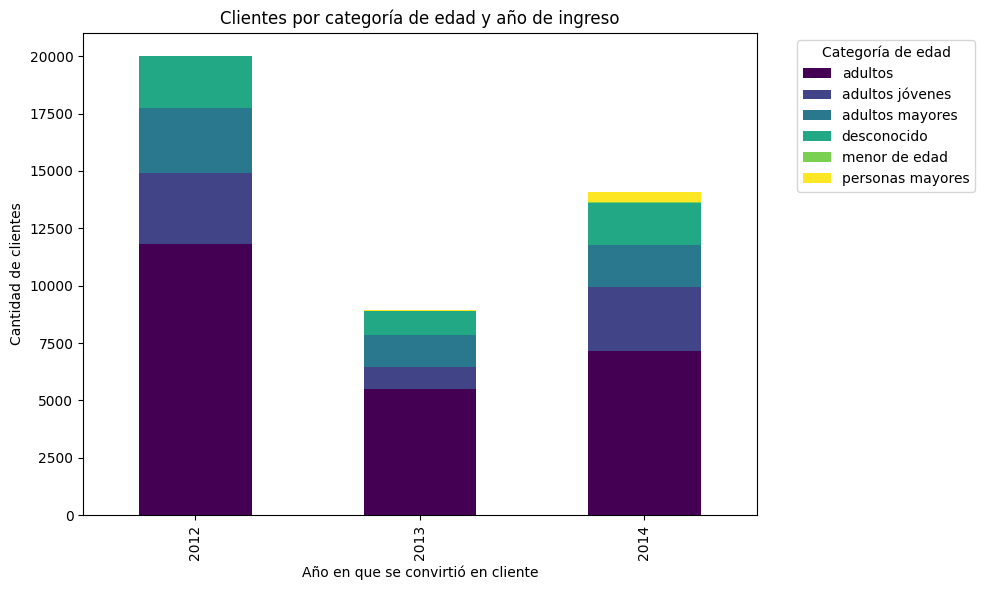 Clientes por categoría de edad y año de ingreso
Cantidad de clientes
20000
17500
15000
12500
10000
7500
5000
2500
0
2012
2013
2014
Año en que se convirtió en cliente
Categoría de edad
adultos
adultos jóvenes
adultos mayores
desconocido
menor de edad
personas mayores